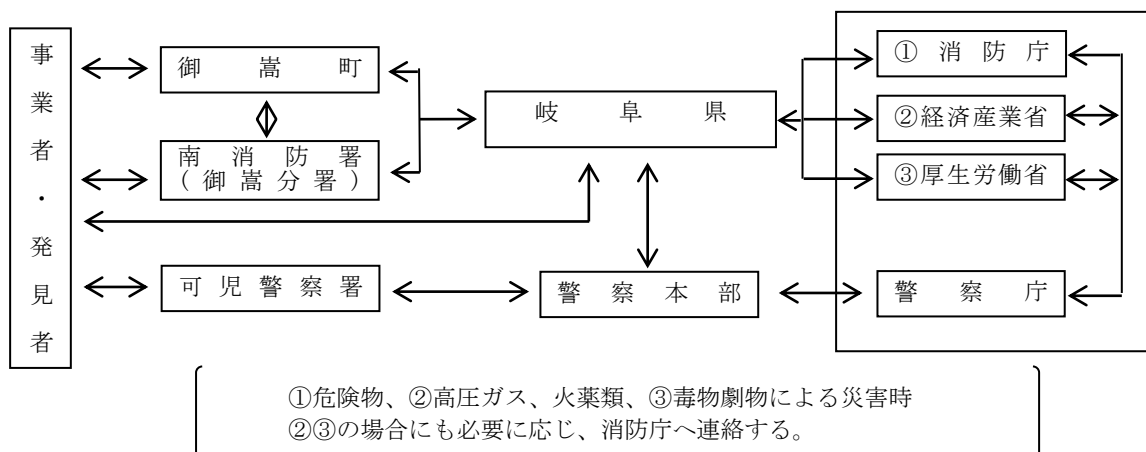 事業者・発見者
御嵩町
南消防署
(御嵩分署)
可児警察署
岐阜県
警察本部
①消防庁
②経済産業省
③厚生労働省
警察庁
①危険物、②高圧ガス、火薬類、③毒物劇物による災害時
②③の場合にも必要に応じ、消防庁へ連絡する。